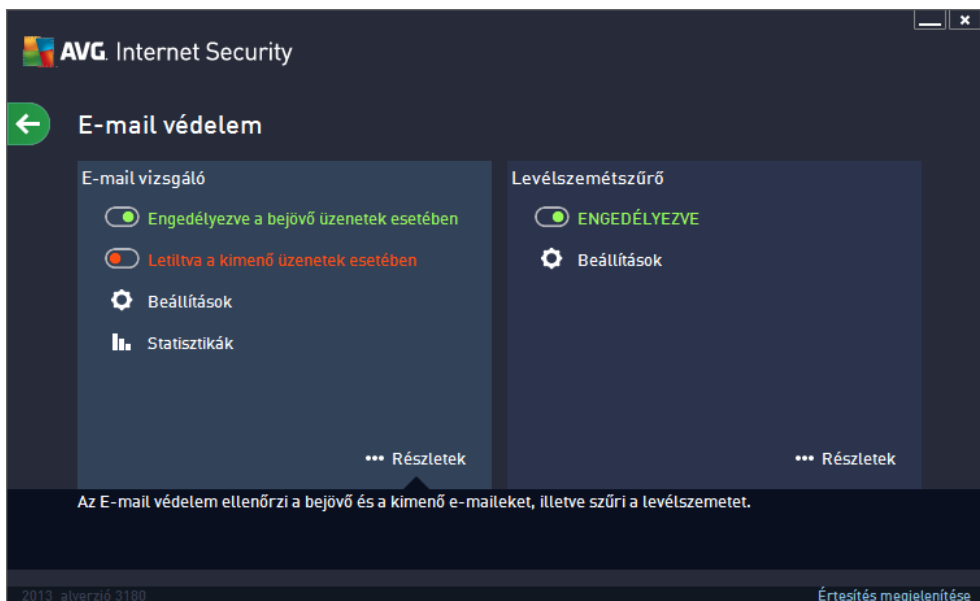 AVG. Internet Security
E-mail védelem
E-mail vizsgáló
Engedélyezve a bejövő üzenetek esetében
Letiltva a kimenő üzenetek esetében
Beállítások
Statisztikák
Részletek
Levélszemétszűrő
ENGEDÉLYEZVE
Beállítások
Részletek
Az E-mail védelem ellenőrzi a bejövő és a kimenő e-maileket, illetve szűri a levélszemetet.
2013 alverzió 3180
Értesítés megjelenítése